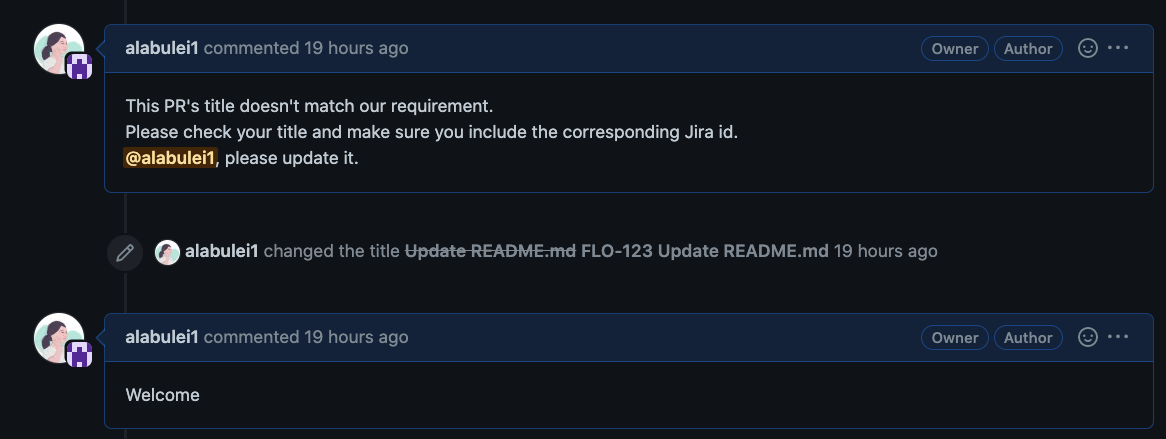 alabulei1 commented 19 hours ago Owner Author
This PR's title doesn't match our requirement.
Please check your title and make sure you include the corresponding Jira id.
@alabulei1, please update it.
alabulei1 changed the title Update README.md FLO-123 Update README.md 19 hours ago
alabulei1 commented 19 hours ago Owner Author
Welcome